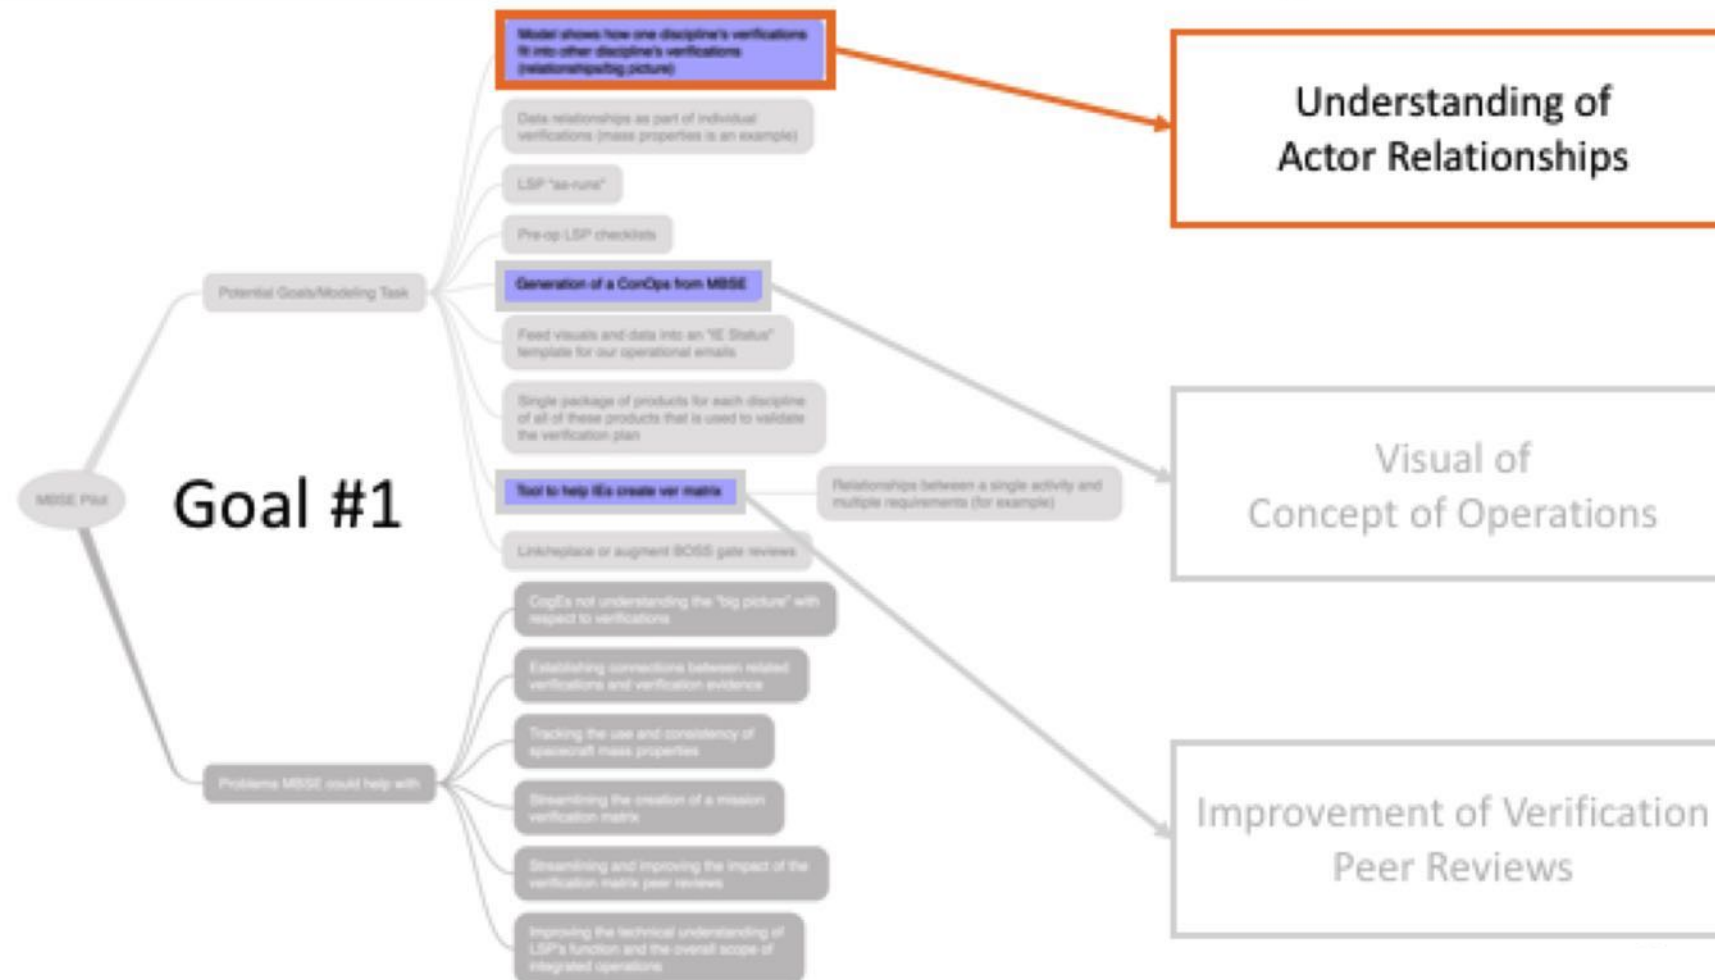 Model shows how one discipline's verifications
fit into other discipline's verifications
(relationships/big picture)
Understanding of
Actor Relationships
Data relationships as part of individual
verifications (mass properties is an example)
LSP "as-runs"
Pre-op LSP checklists
Potential Goals/Modeling Task
Generation of a ConOps from MBSE
Feed visuals and data into an "IE Status"
template for our operational emails
Single package of products for each discipline
of all of these products that is used to validate
the verification plan
Visual of
Concept of Operations
MBSE Pilot
Goal #1
Tool to help IEs create ver matrix
Relationships between a single activity and
multiple requirements (for example)
Link/replace or augment BOSS gate reviews
CogEs not understanding the "big picture" with
respect to verifications
Establishing connections between related
verifications and verification evidence
Tracking the use and consistency of
spacecraft mass properties
Problems MBSE could help with
Streamlining the creation of a mission
verification matrix
Improvement of Verification
Peer Reviews
Streamlining and improving the impact of the
verification matrix peer reviews
Improving the technical understanding of
LSP's function and the overall scope of
integrated operations